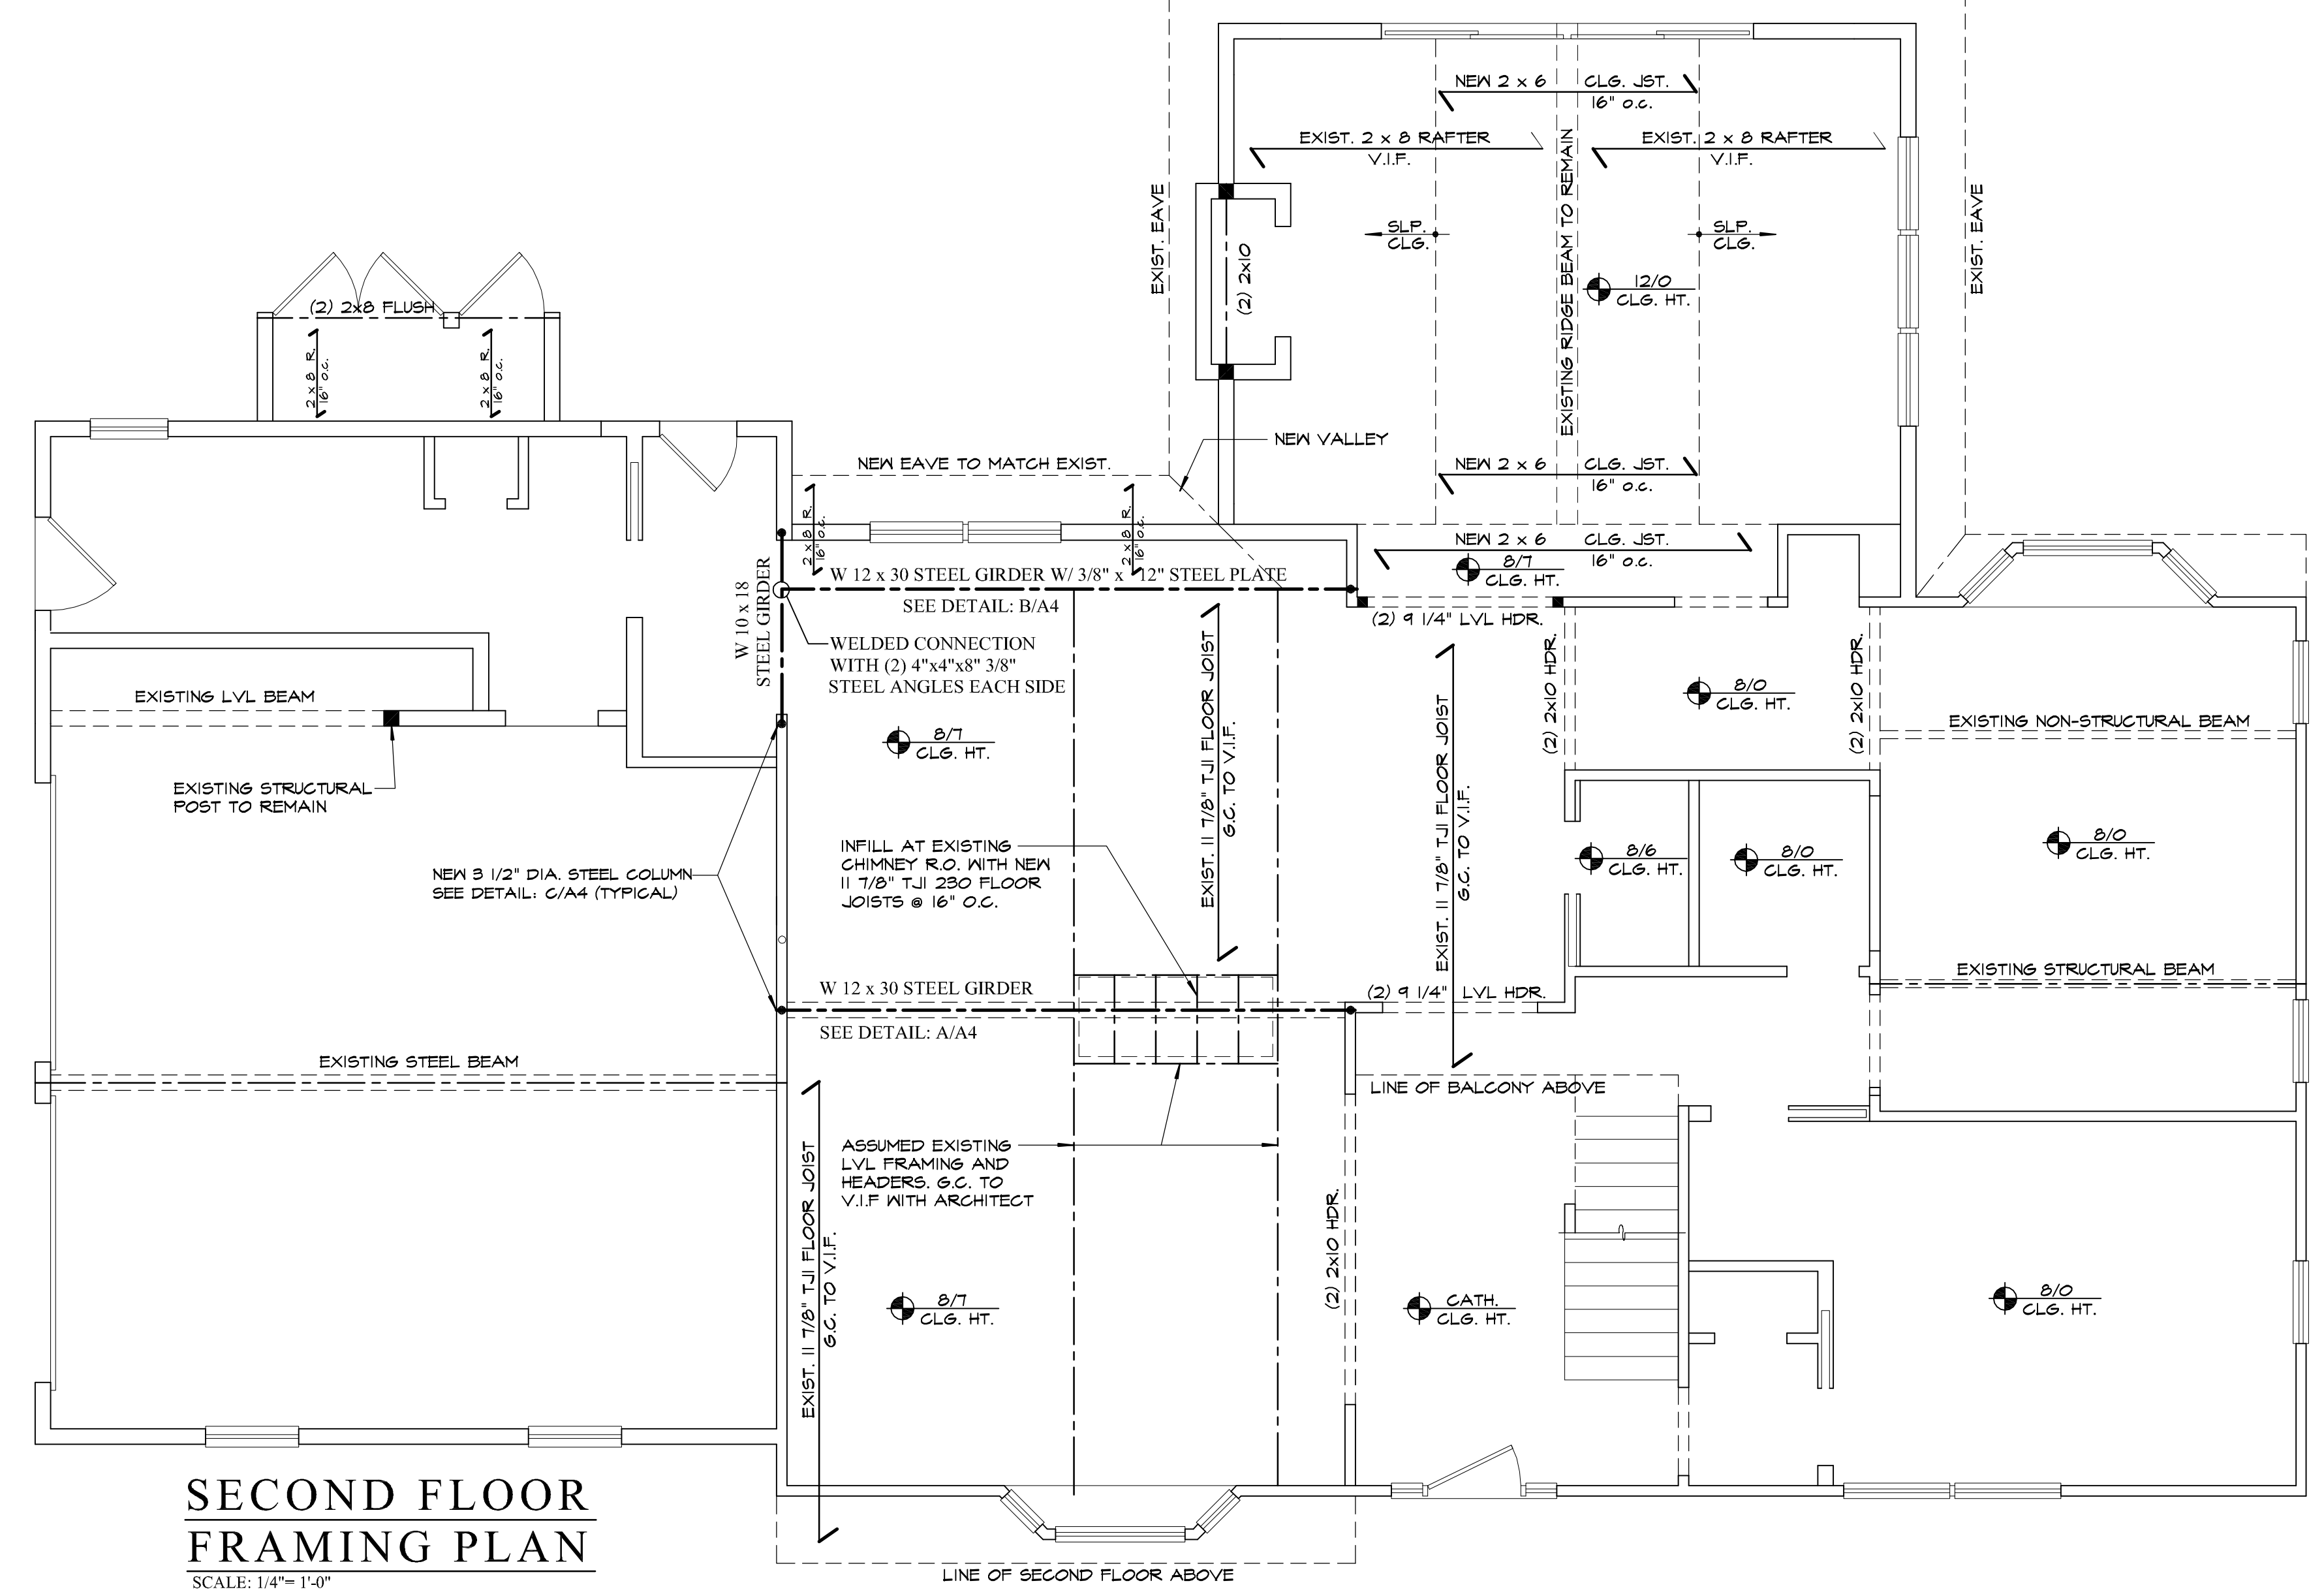 NEW 2 x 6 CLG. JST.
16" o.c.
EXIST. 2 x 8 RAFTER
V.I.F.
EXIST. 2 x 8 RAFTER
V.I.F.
EXIST. EAVE
EXISTING RIDGE BEAM TO REMAIN
EXIST. EAVE
SLP.
CLG.
SLP.
CLG.
(2) 2x10
12/0
CLG. HT.
(2) 2x8 FLUSH
2 x 8 R.
16" o.c.
2 x 8 R.
16" o.c.
NEW VALLEY
NEW EAVE TO MATCH EXIST.
NEW 2 x 6 CLG. JST.
16" o.c.
2 x 8 R.
16" o.c.
2 x 8 R.
16" o.c.
NEW 2 x 6 CLG. JST.
16" o.c.
8/7
CLG. HT.
W 12 x 30 STEEL GIRDER W/ 3/8" x 12" STEEL PLATE
SEE DETAIL: B/A4
W 10 x 18
STEEL GIRDER
(2) 9 1/4" LVL HDR.
WELDED CONNECTION
WITH (2) 4"x4"x8" 3/8"
STEEL ANGLES EACH SIDE
EXISTING LVL BEAM
(2) 2x10 HDR.
8/0
CLG. HT.
(2) 2x10 HDR.
EXISTING NON-STRUCTURAL BEAM
8/7
CLG. HT.
EXIST. 11 7/8" TJI FLOOR JOIST
G.C. TO V.I.F.
EXIST. 11 7/8" TJI FLOOR JOIST
G.C. TO V.I.F.
EXISTING STRUCTURAL
POST TO REMAIN
INFILL AT EXISTING
CHIMNEY R.O. WITH NEW
11 7/8" TJI 230 FLOOR
JOISTS @ 16" O.C.
8/6
CLG. HT.
8/0
CLG. HT.
8/0
CLG. HT.
NEW 3 1/2" DIA. STEEL COLUMN
SEE DETAIL: C/A4 (TYPICAL)
W 12 x 30 STEEL GIRDER
SEE DETAIL: A/A4
(2) 9 1/4" LVL HDR.
EXISTING STRUCTURAL BEAM
EXISTING STEEL BEAM
LINE OF BALCONY ABOVE
ASSUMED EXISTING
LVL FRAMING AND
HEADERS. G.C. TO
V.I.F WITH ARCHITECT
EXIST. 11 7/8" TJI FLOOR JOIST
G.C. TO V.I.F.
(2) 2x10 HDR.
8/7
CLG. HT.
CATH.
CLG. HT.
8/0
CLG. HT.
SECOND FLOOR
FRAMING PLAN
SCALE: 1/4"= 1'-0"
LINE OF SECOND FLOOR ABOVE